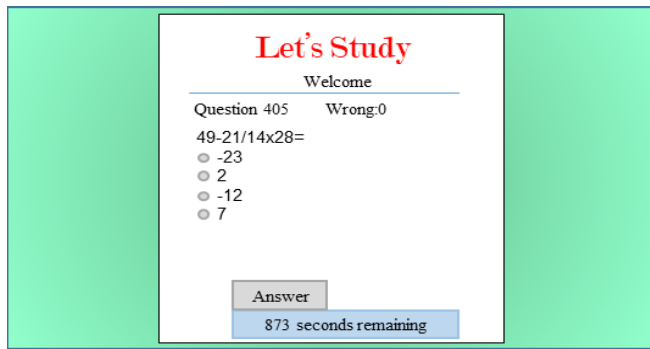 Let's Study
Welcome
Question 405 Wrong:0
49-21/14x28=
-23
2
-12
7
Answer
873 seconds remaining